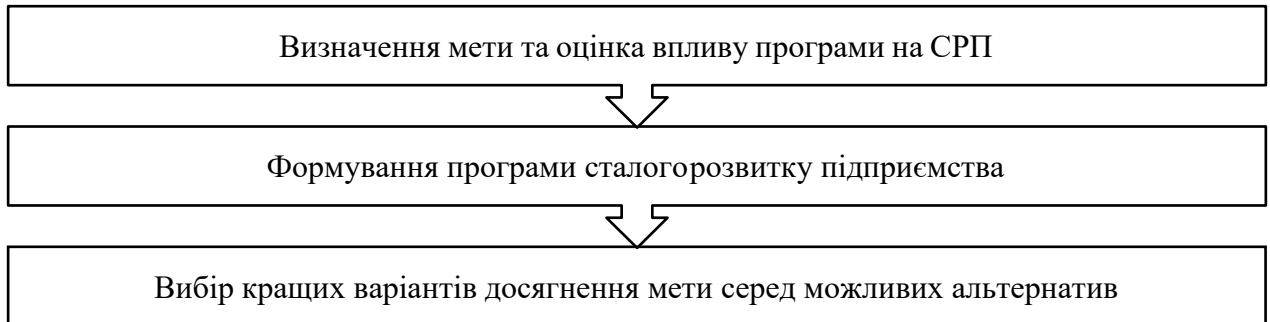 Визначення мети та оцінка впливу програми на СРП
Формування програми сталогорозвитку підприємства
Вибір кращих варіантів досягнення мети серед можливих альтернатив